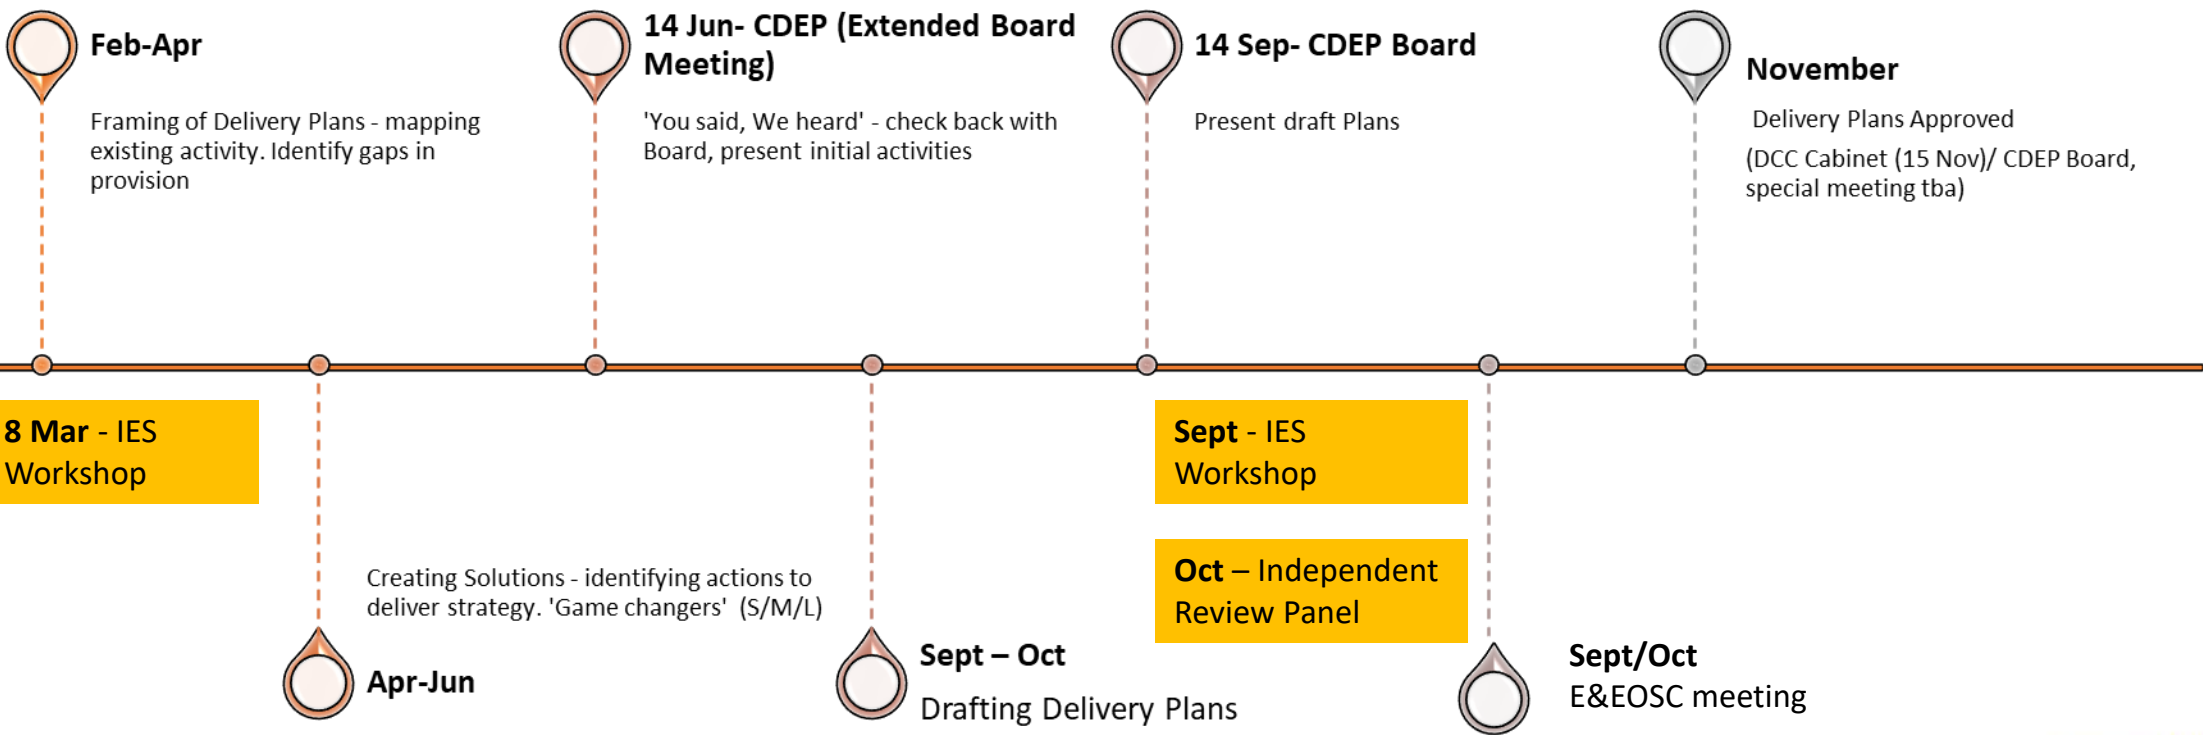 Feb-Apr
Framing of Delivery Plans - mapping
existing activity. Identify gaps in
provision
14 Jun- CDEP (Extended Board
Meeting)
'You said, We heard' - check back with
Board, present initial activities
14 Sep- CDEP Board
Present draft Plans
November
Delivery Plans Approved
(DCC Cabinet (15 Nov)/ CDEP Board,
special meeting tba)
8 Mar - IES
Workshop
Creating Solutions - identifying actions to
deliver strategy. 'Game changers' (S/M/L)
Apr-Jun
Sept – Oct
Drafting Delivery Plans
Sept - IES
Workshop
Oct – Independent
Review Panel
Sept/Oct
E&EOSC meeting